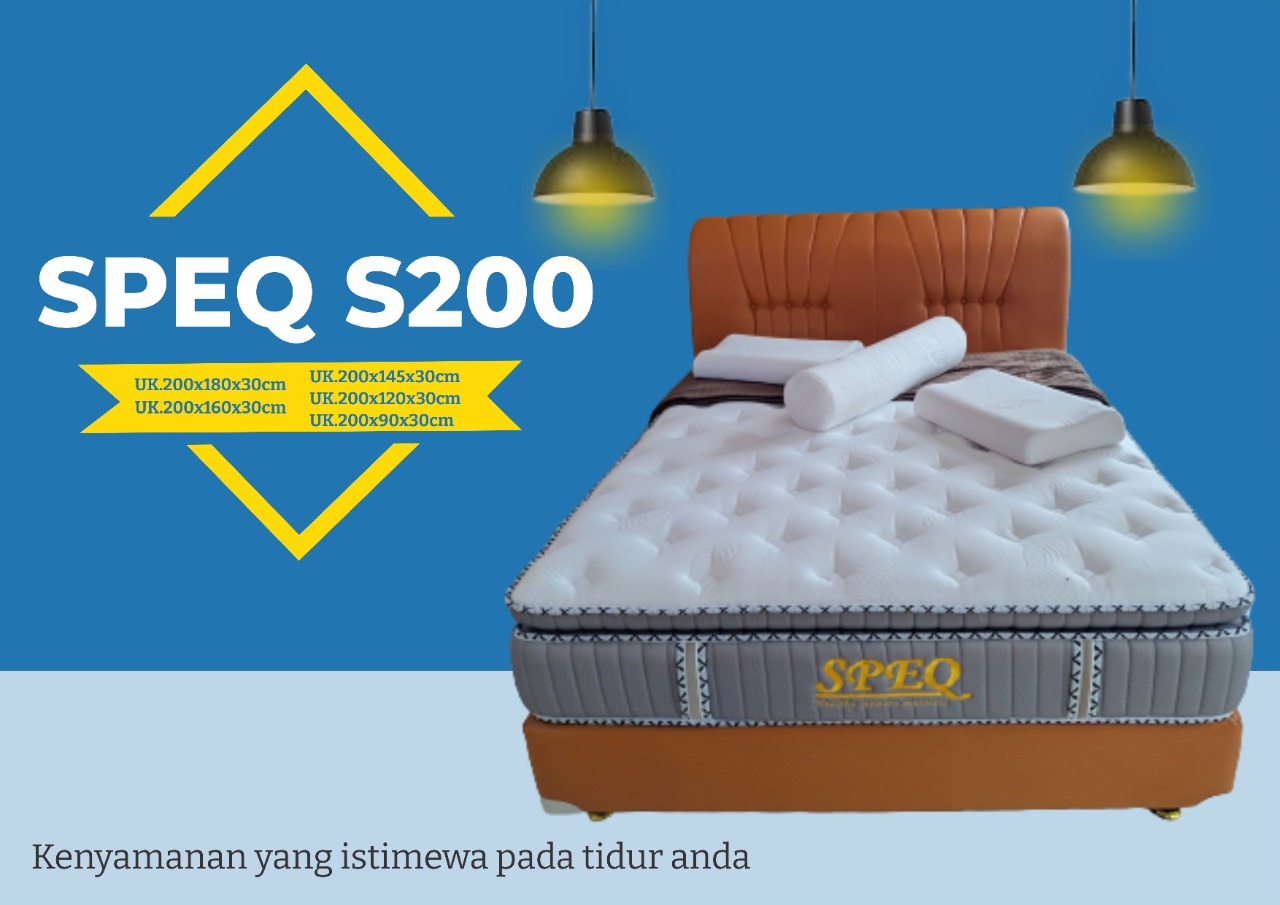 SPEQ S200
UK.200x180x30cm
UK.200x160x30cm
UK.200x145x30cm
UK.200x120x30cm
UK.200x90x30cm
SPEQ
Kenyamanan yang istimewa pada tidur anda